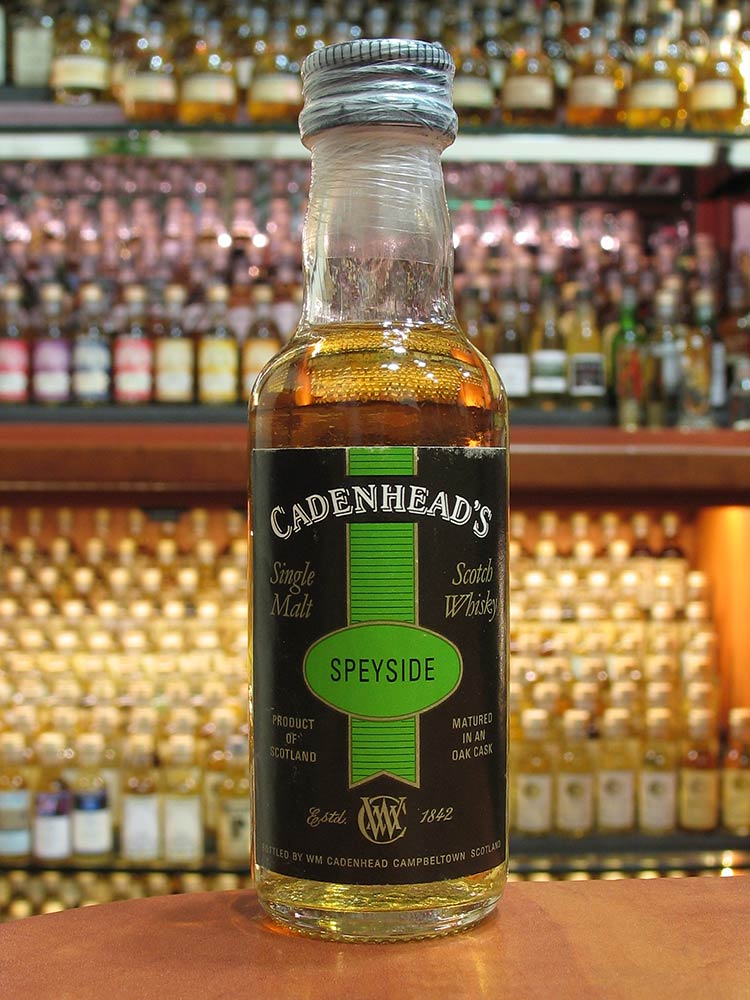 CADENHEAD'S
Single
Malt
Scotch
Whisky
SPEYSIDE
PRODUCT
OF
SCOTLAND
MATURED
IN AN
OAK CASK
Estd. WC 1842
BOTTLED BY WM CADENHEAD CAMPBELTOWN SCOTLAND